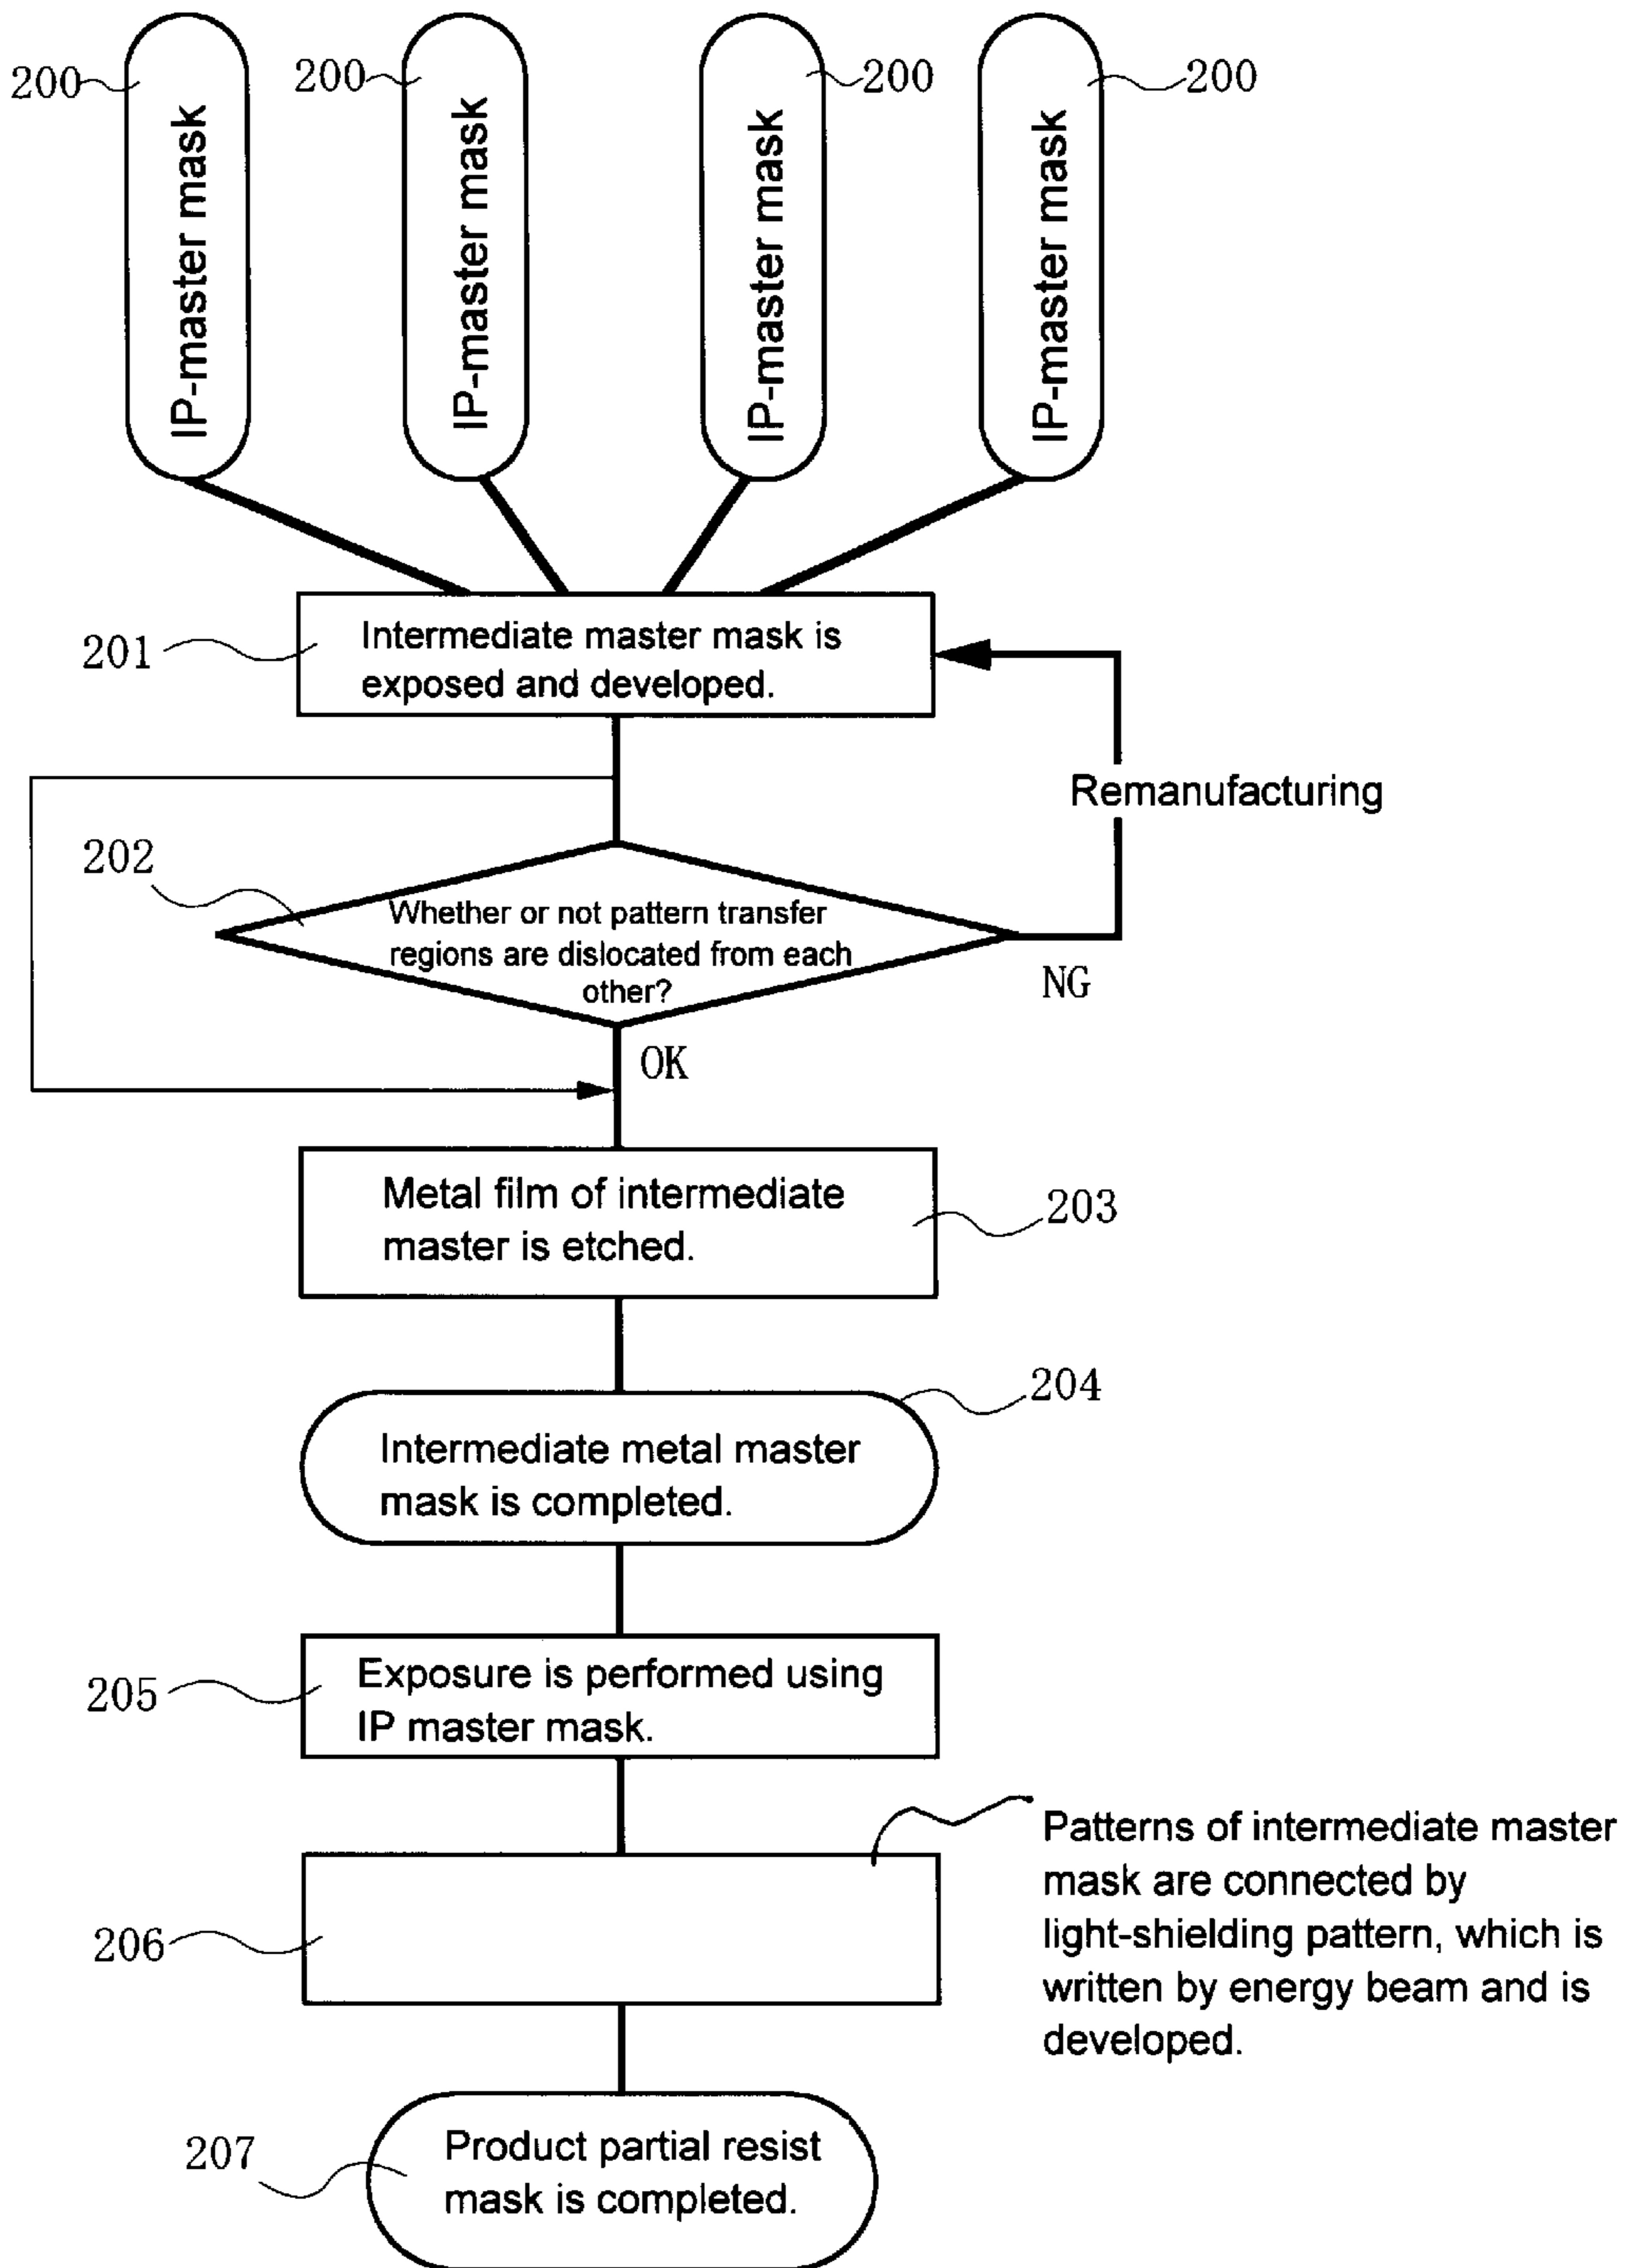 200
IP-master mask
200
IP-master mask
200
IP-master mask
200
IP-master mask
201
Intermediate master mask is
exposed and developed.
Remanufacturing
202
Whether or not pattern transfer
regions are dislocated from each
other?
NG
OK
Metal film of intermediate
master is etched.
203
204
Intermediate metal master
mask is completed.
205
Exposure is performed using
IP master mask.
206
Patterns of intermediate master
mask are connected by
light-shielding pattern, which is
written by energy beam and is
developed.
207
Product partial resist
mask is completed.